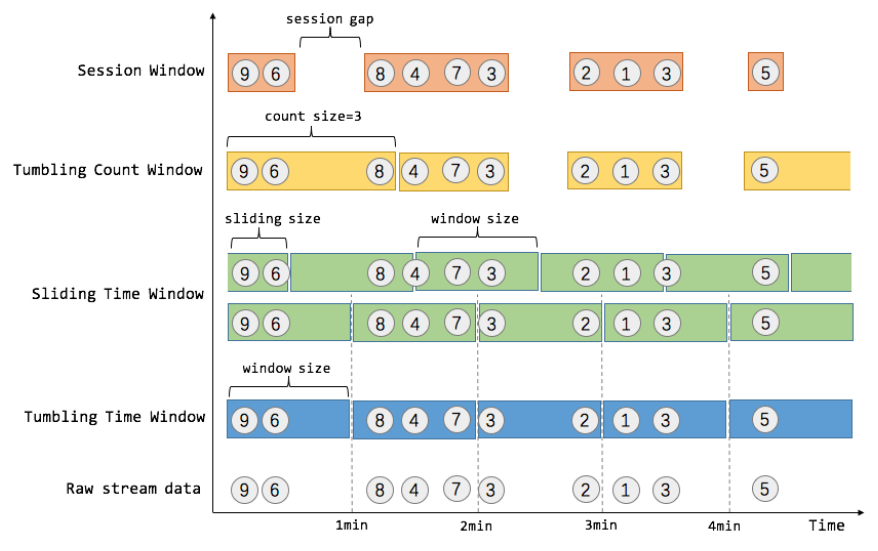 session gap
Session Window 9 6 8 4 7 3 2 1 3 5
count size=3
Tumbling Count Window 9 6 8 4 7 3 2 1 3 5
sliding size window size
9 6 8 4 7 3 2 1 3 5
Sliding Time Window
9 6 8 4 7 3 2 1 3 5
window size
Tumbling Time Window 9 6 8 4 7 3 2 1 3 5
Raw stream data 9 6 8 4 7 3 2 1 3 5
1min 2min 3min 4min Time